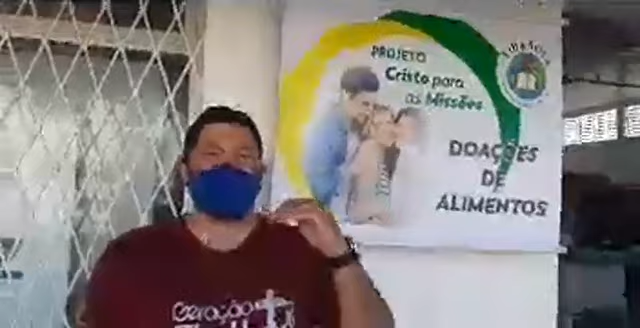 PROJETO
Cristo para
as Missões
DOAÇÕES
DE
ALIMENTOS
Geração